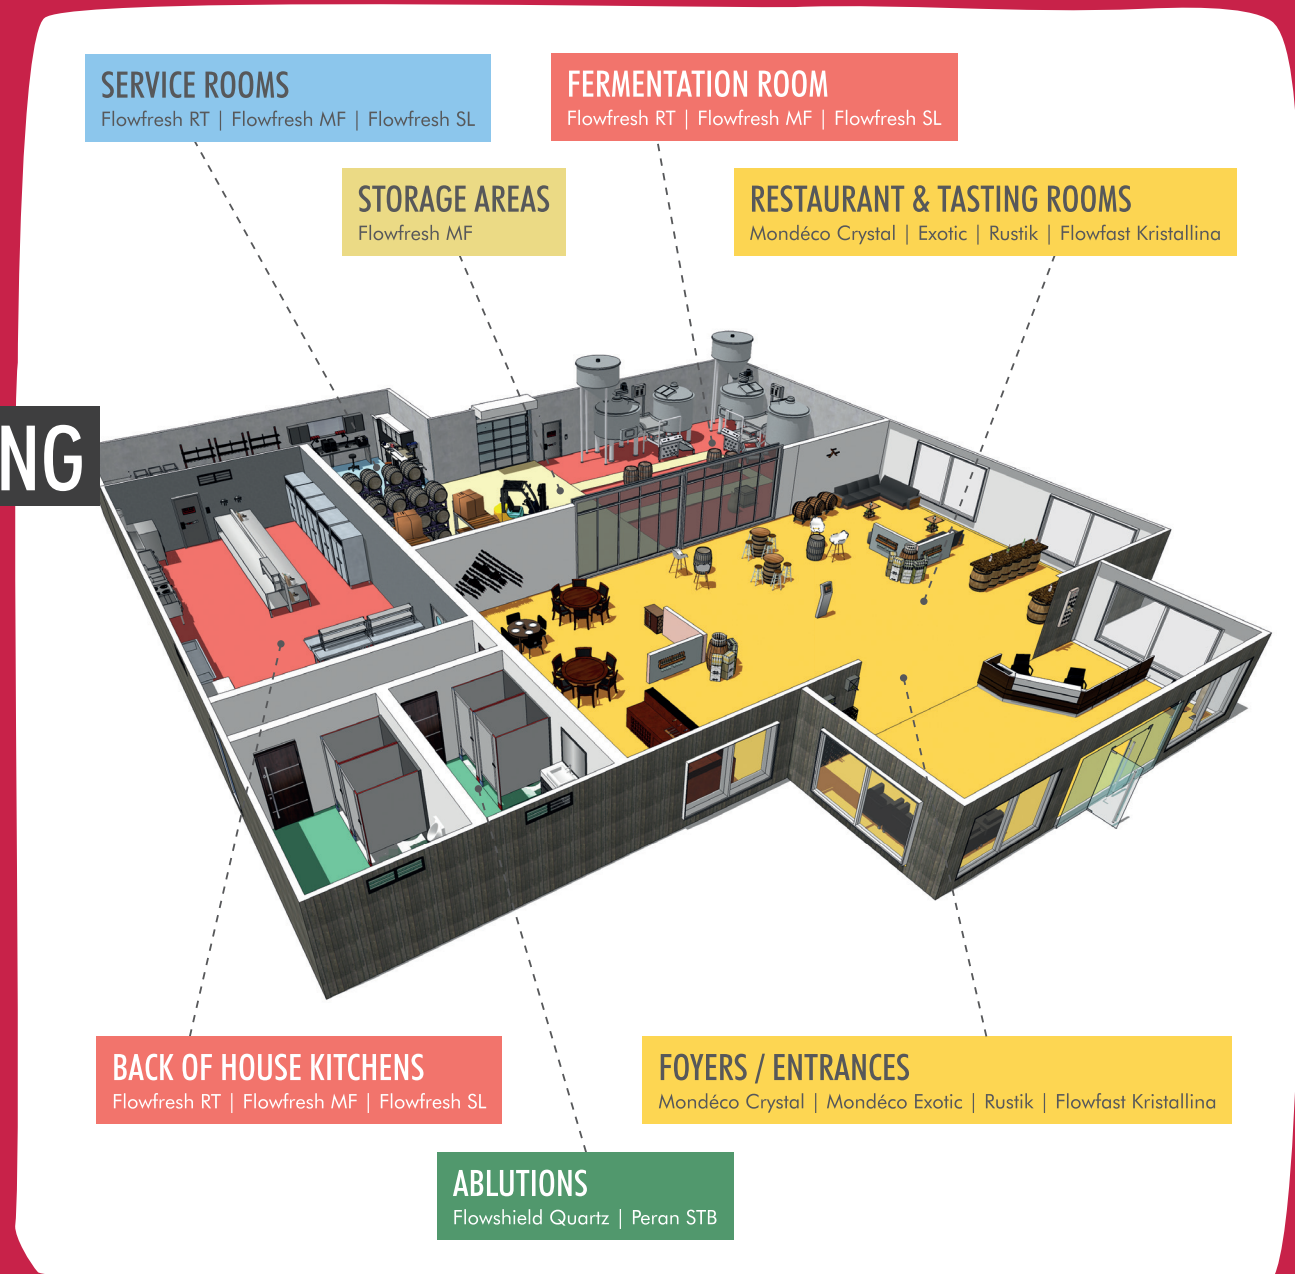 SERVICE ROOMS
Flowfresh RT | Flowfresh MF | Flowfresh SL
FERMENTATION ROOM
Flowfresh RT | Flowfresh MF | Flowfresh SL
STORAGE AREAS
Flowfresh MF
RESTAURANT & TASTING ROOMS
Mondéco Crystal | Exotic | Rustik | Flowfast Kristallina
NG
BACK OF HOUSE KITCHENS
Flowfresh RT | Flowfresh MF | Flowfresh SL
FOYERS / ENTRANCES
Mondéco Crystal | Mondéco Exotic | Rustik | Flowfast Kristallina
ABLUTIONS
Flowshield Quartz | Peran STB